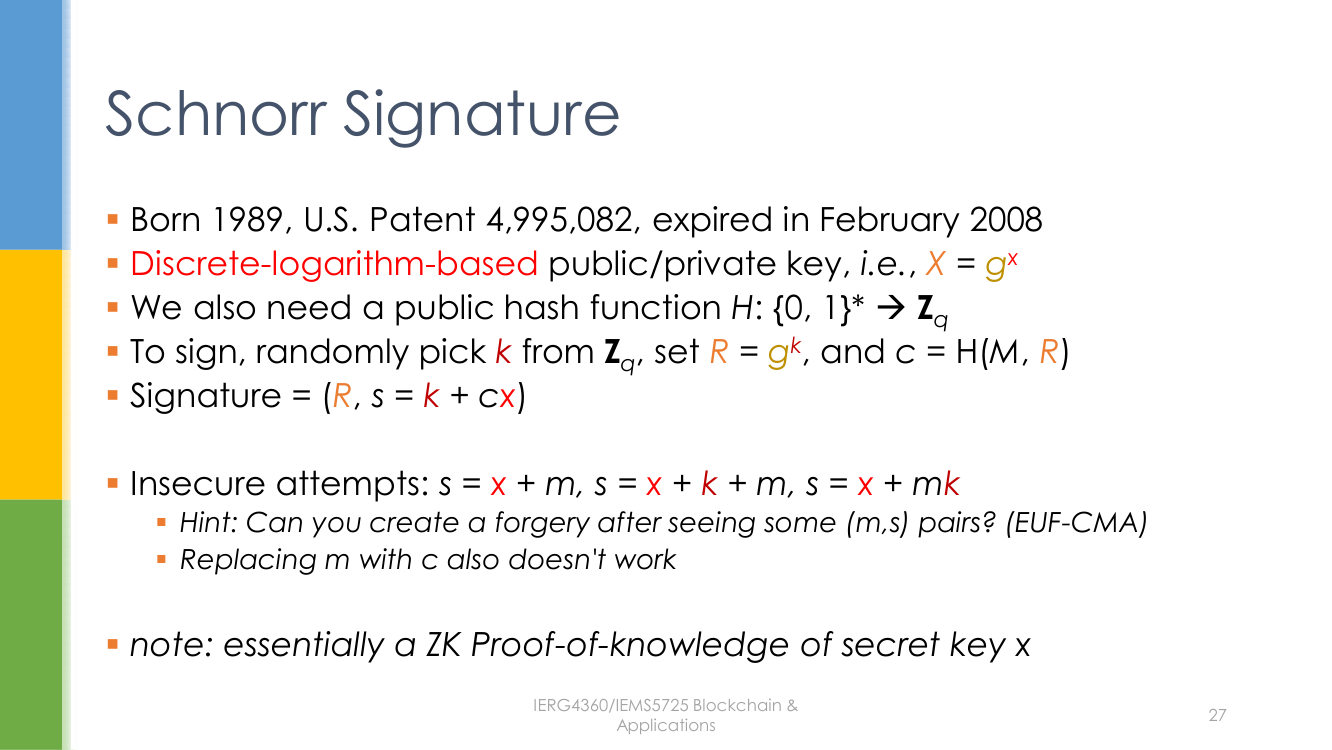 Schnorr Signature
▪ Born 1989, U.S. Patent 4,995,082, expired in February 2008
▪ Discrete-logarithm-based public/private key, i.e., X = gˣ
▪ We also need a public hash function H: {0, 1}* → Z_q
▪ To sign, randomly pick k from Z_q, set R = gᵏ, and c = H(M, R)
▪ Signature = (R, s = k + cx)
▪ Insecure attempts: s = x + m, s = x + k + m, s = x + mk
▪ Hint: Can you create a forgery after seeing some (m,s) pairs? (EUF-CMA)
▪ Replacing m with c also doesn't work
▪ note: essentially a ZK Proof-of-knowledge of secret key x
IERG4360/IEMS5725 Blockchain &
Applications
27